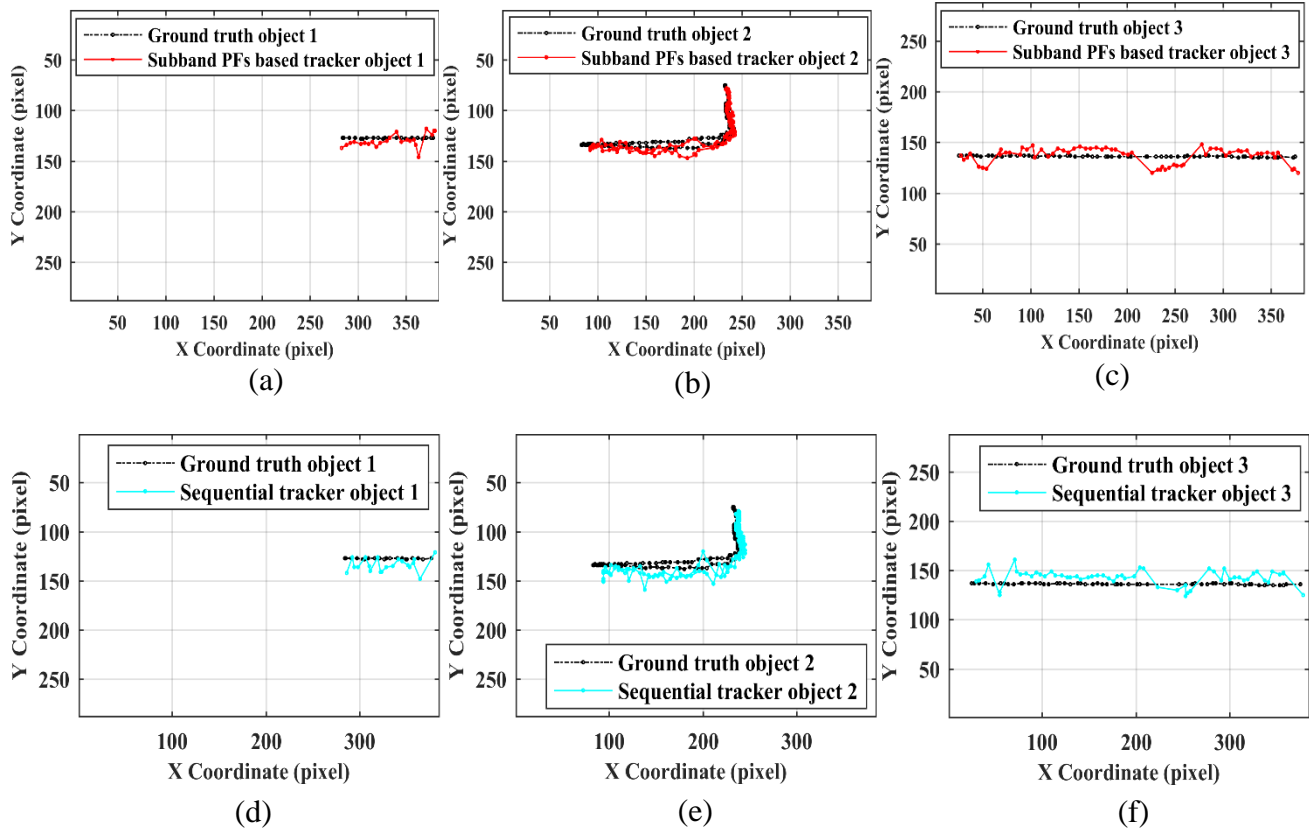 Ground truth object 1
Subband PFs based tracker object 1
Y Coordinate (pixel)
50
100
150
200
250
50 100 150 200 250 300 350
X Coordinate (pixel)
(a)
Ground truth object 2
Subband PFs based tracker object 2
Y Coordinate (pixel)
50
100
150
200
250
50 100 150 200 250 300 350
X Coordinate (pixel)
(b)
Ground truth object 3
Subband PFs based tracker object 3
Y Coordinate (pixel)
250
200
150
100
50
50 100 150 200 250 300 350
X Coordinate (pixel)
(c)
Ground truth object 1
Sequential tracker object 1
Y Coordinate (pixel)
50
100
150
200
250
100 200 300
X Coordinate (pixel)
(d)
Y Coordinate (pixel)
50
100
150
200
250
Ground truth object 2
Sequential tracker object 2
100 200 300
X Coordinate (pixel)
(e)
Ground truth object 3
Sequential tracker object 3
Y Coordinate (pixel)
250
200
150
100
50
100 200 300
X Coordinate (pixel)
(f)